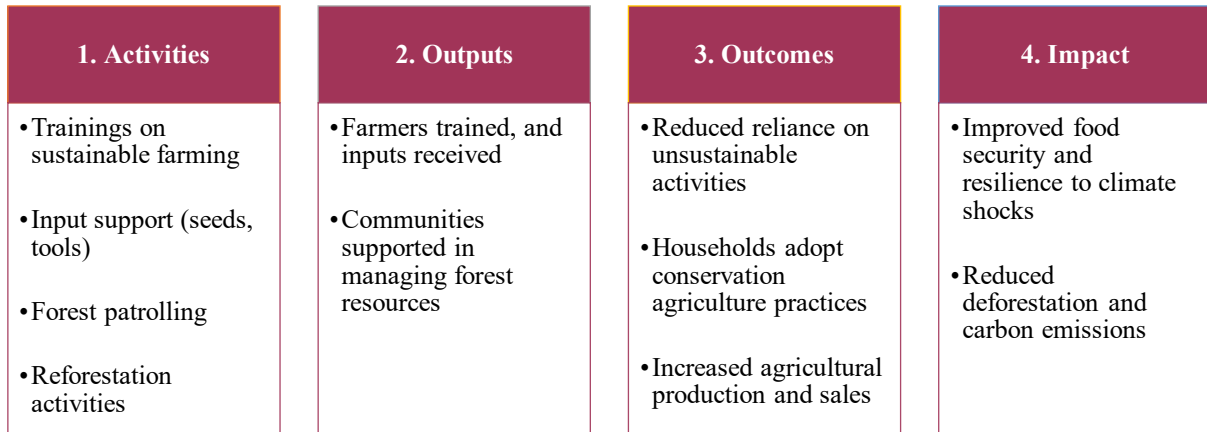 1. Activities
•Trainings on
sustainable farming
•Input support (seeds,
tools)
•Forest patrolling
•Reforestation
activities
2. Outputs
•Farmers trained, and
inputs received
•Communities
supported in
managing forest
resources
3. Outcomes
•Reduced reliance on
unsustainable
activities
•Households adopt
conservation
agriculture practices
•Increased agricultural
production and sales
4. Impact
•Improved food
security and
resilience to climate
shocks
•Reduced
deforestation and
carbon emissions